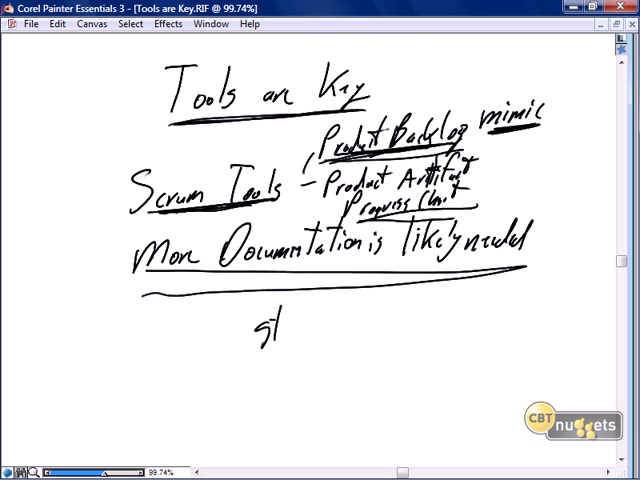 Corel Painter Essentials 3 - [Tools are Key.RIF @ 99.74%]
File Edit Canvas Select Effects Window Help
Tools are Key
Product Backlog mimic
Scrum Tools – Product Artifact
Progress Chart
More Documentation is likely needed
st
CBT nuggets
99.74%